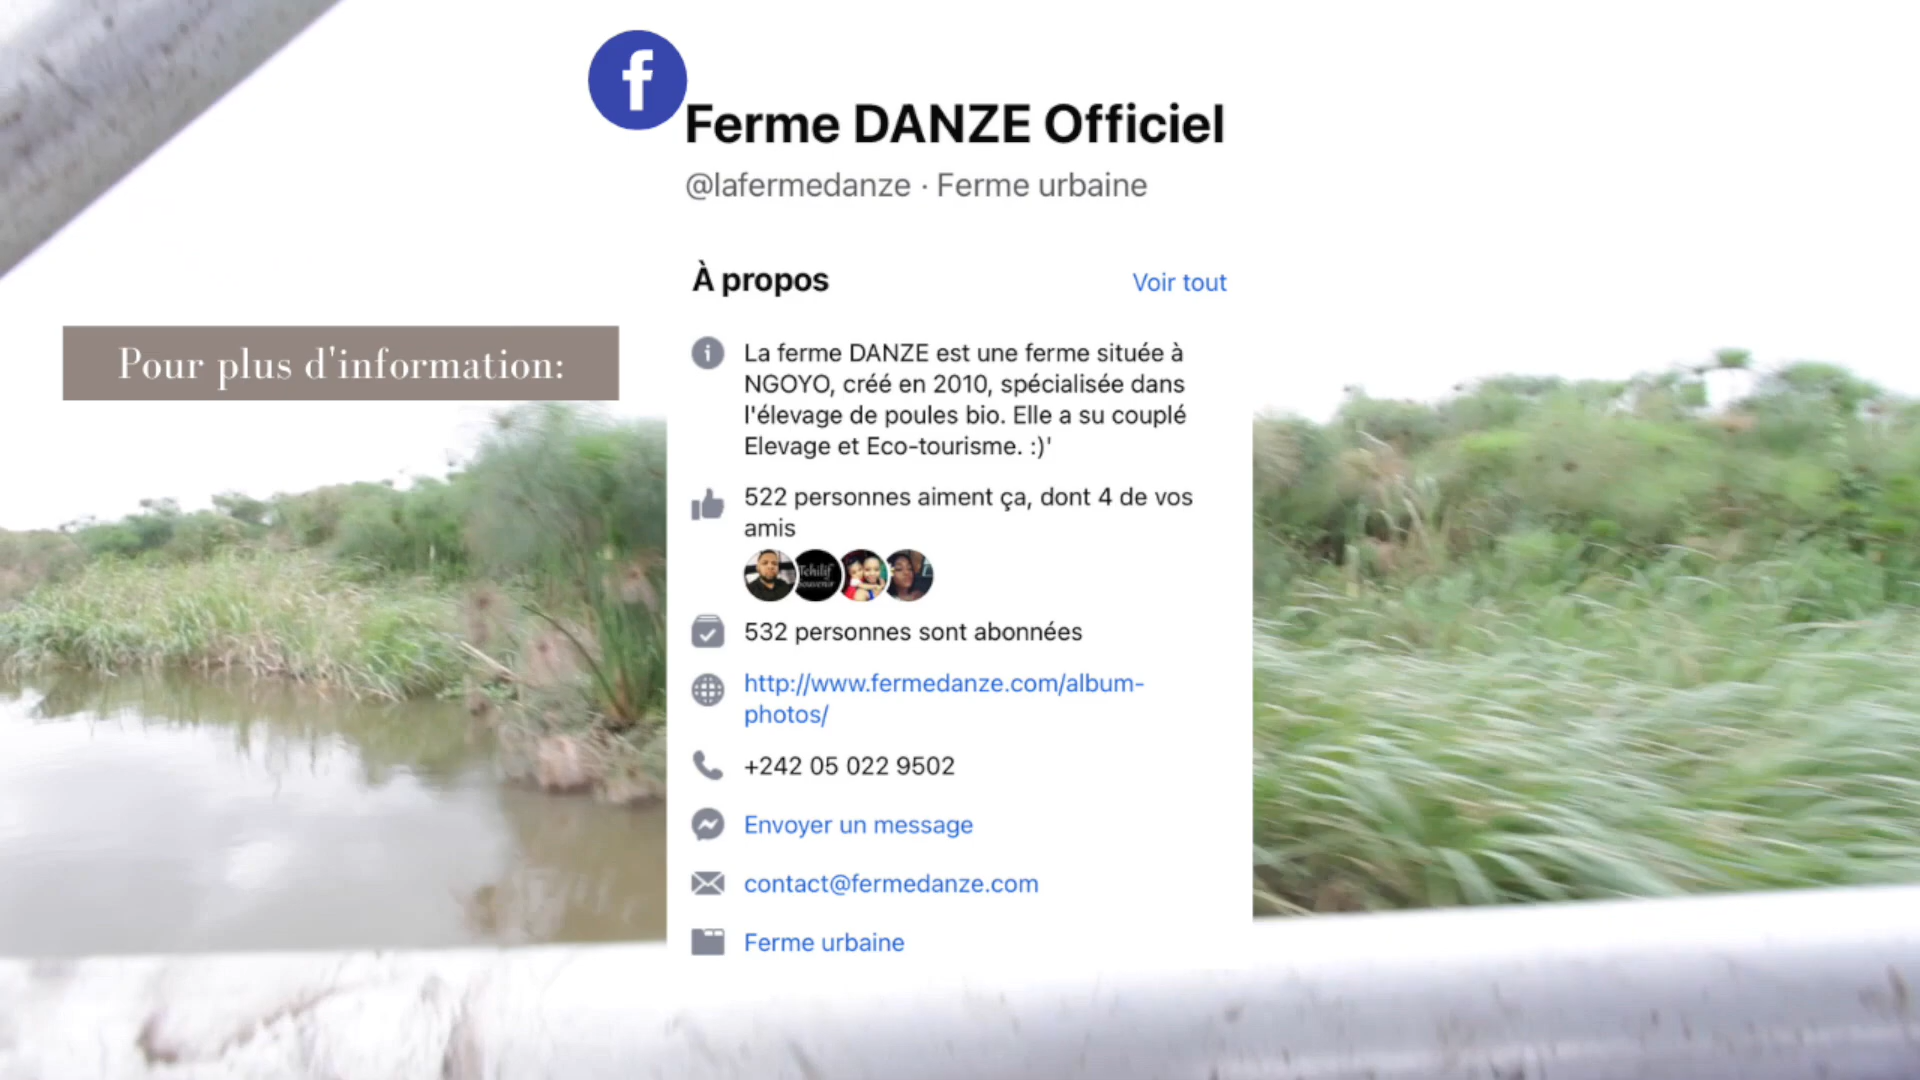 f
Ferme DANZE Officiel
@lafermedanze · Ferme urbaine
À propos
Voir tout
Pour plus d'information:
La ferme DANZE est une ferme située à
NGOYO, créé en 2010, spécialisée dans
l'élevage de poules bio. Elle a su couplé
Elevage et Eco-tourisme. :)'
522 personnes aiment ça, dont 4 de vos
amis
Tchilif
Souvenir
532 personnes sont abonnées
http://www.fermedanze.com/album-
photos/
+242 05 022 9502
Envoyer un message
contact@fermedanze.com
Ferme urbaine